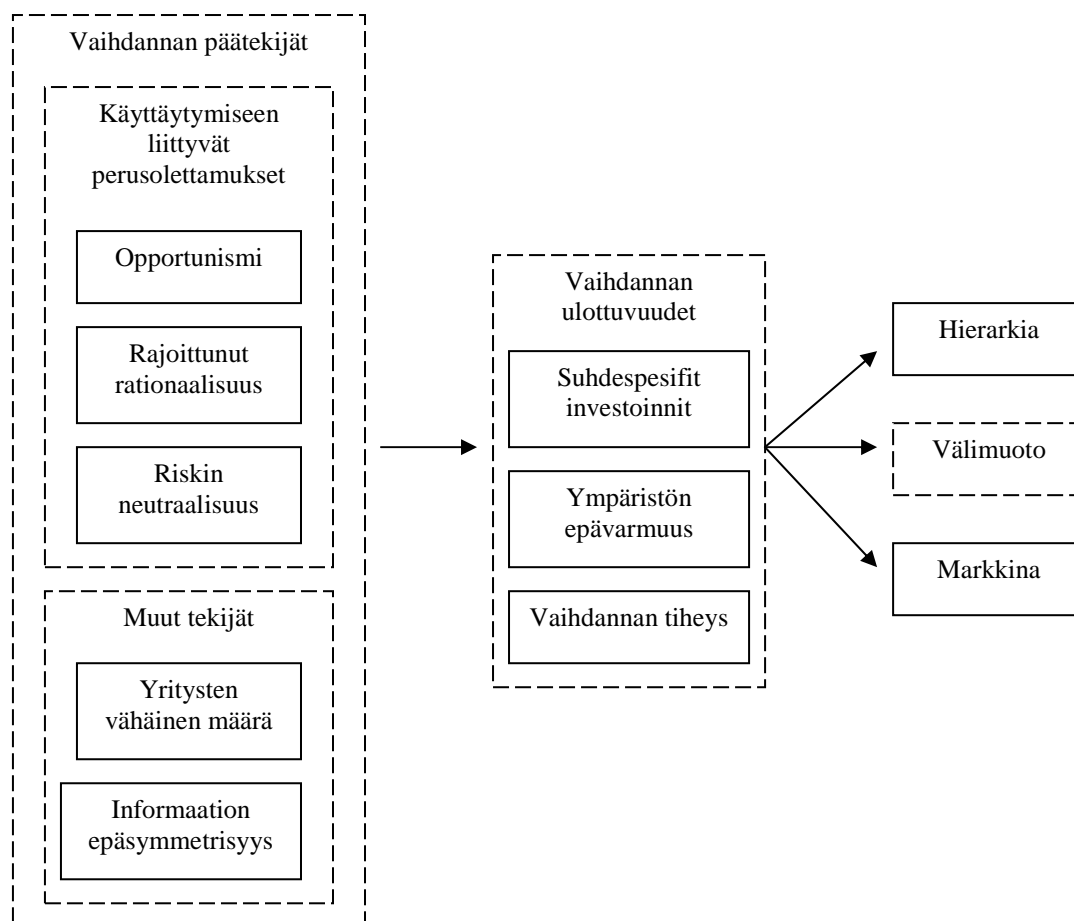 Vaihdannan päätekijät
Käyttäytymiseen
liittyvät
perusolettamukset
Opportunismi
Rajoittunut
rationaalisuus
Riskin
neutraalisuus
Muut tekijät
Yritysten
vähäinen määrä
Informaation
epäsymmetrisyys
Vaihdannan
ulottuvuudet
Suhdespesifit
investoinnit
Ympäristön
epävarmuus
Vaihdannan tiheys
Hierarkia
Välimuoto
Markkina